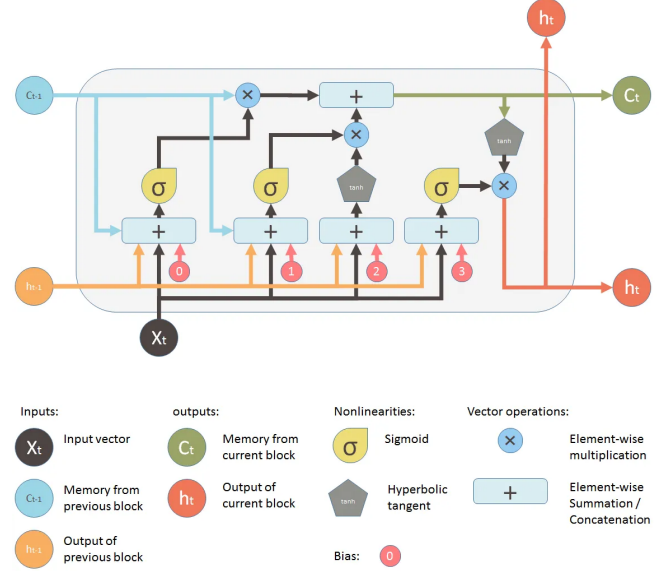 ht
Ct-1
×
+
Ct
tanh
×
σ
σ
tanh
σ
×
+
+
+
+
0
1
2
3
ht-1
ht
Xt
Inputs:
outputs:
Nonlinearities:
Vector operations:
Xt
Input vector
Ct
Memory from
current block
σ
Sigmoid
×
Element-wise
multiplication
Ct-1
Memory from
previous block
ht
Output of
current block
tanh
Hyperbolic
tangent
+
Element-wise
Summation /
Concatenation
ht-1
Output of
previous block
Bias:
0